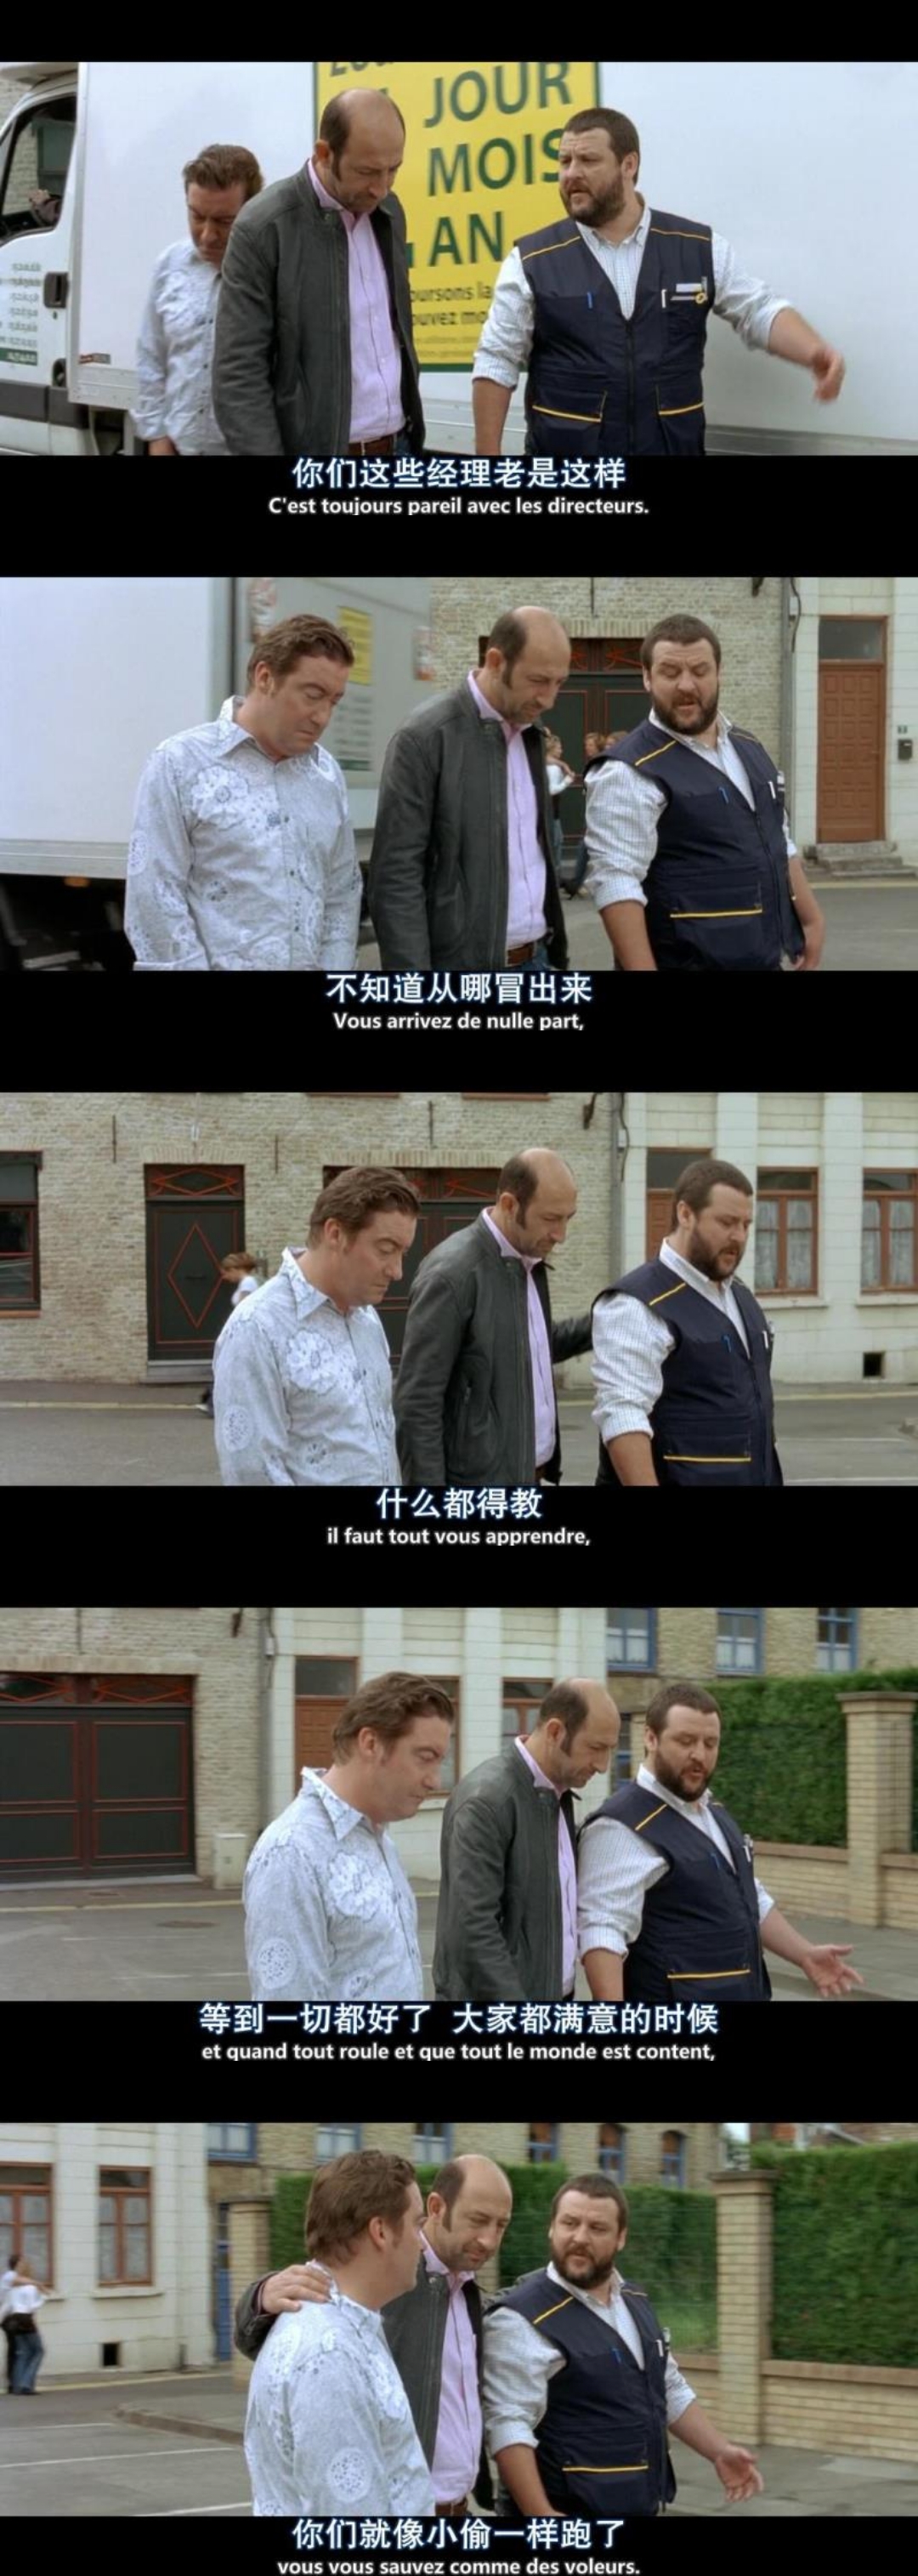 JOUR
MOIS
AN
你们这些经理老是这样
C'est toujours pareil avec les directeurs.
不知道从哪冒出来
Vous arrivez de nulle part,
什么都得教
il faut tout vous apprendre,
等到一切都好了 大家都满意的时候
et quand tout roule et que tout le monde est content,
你们就像小偷一样跑了
vous vous sauvez comme des voleurs.